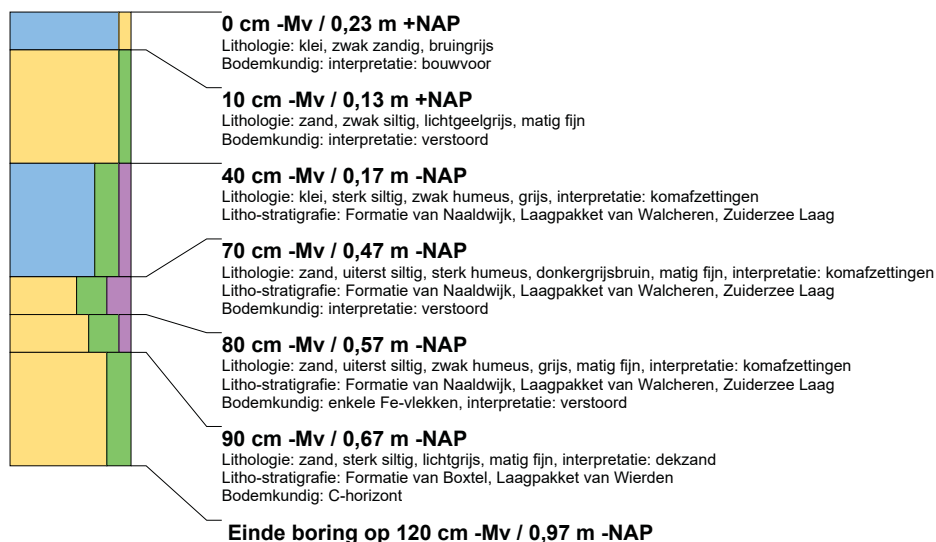 0 cm -Mv / 0,23 m +NAP
Lithologie: klei, zwak zandig, bruingrijs
Bodemkundig: interpretatie: bouwvoor
10 cm -Mv / 0,13 m +NAP
Lithologie: zand, zwak siltig, lichtgeelgrijs, matig fijn
Bodemkundig: interpretatie: verstoord
40 cm -Mv / 0,17 m -NAP
Lithologie: klei, sterk siltig, zwak humeus, grijs, interpretatie: komafzettingen
Litho-stratigrafie: Formatie van Naaldwijk, Laagpakket van Walcheren, Zuiderzee Laag
70 cm -Mv / 0,47 m -NAP
Lithologie: zand, uiterst siltig, sterk humeus, donkergrijsbruin, matig fijn, interpretatie: komafzettingen
Litho-stratigrafie: Formatie van Naaldwijk, Laagpakket van Walcheren, Zuiderzee Laag
Bodemkundig: interpretatie: verstoord
80 cm -Mv / 0,57 m -NAP
Lithologie: zand, uiterst siltig, zwak humeus, grijs, matig fijn, interpretatie: komafzettingen
Litho-stratigrafie: Formatie van Naaldwijk, Laagpakket van Walcheren, Zuiderzee Laag
Bodemkundig: enkele Fe-vlekken, interpretatie: verstoord
90 cm -Mv / 0,67 m -NAP
Lithologie: zand, sterk siltig, lichtgrijs, matig fijn, interpretatie: dekzand
Litho-stratigrafie: Formatie van Boxtel, Laagpakket van Wierden
Bodemkundig: C-horizont
Einde boring op 120 cm -Mv / 0,97 m -NAP